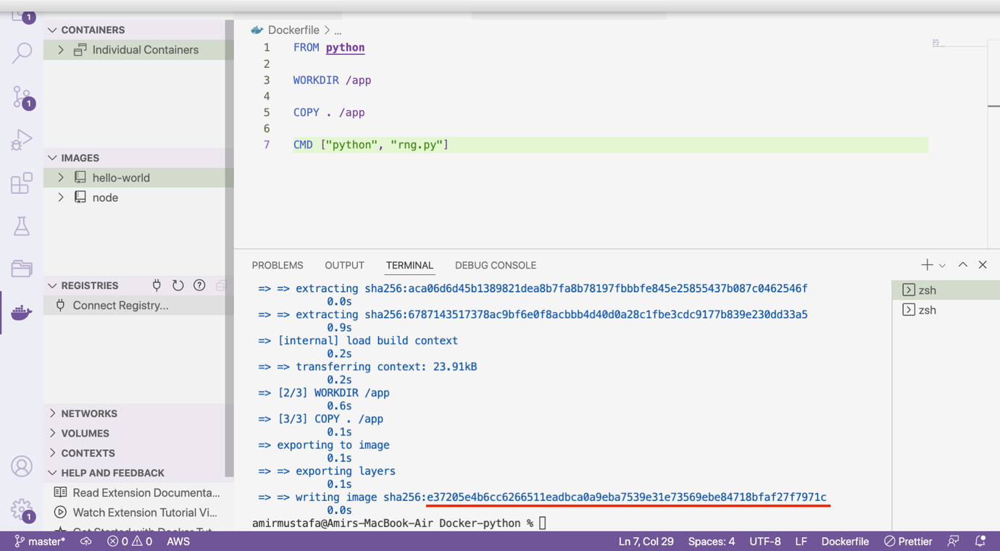 1
CONTAINERS
Individual Containers
1
IMAGES
hello-world
node
REGISTRIES
Connect Registry...
NETWORKS
VOLUMES
CONTEXTS
HELP AND FEEDBACK
Read Extension Documenta...
Watch Extension Tutorial Vi...
Get Started with Docker Tut
1
Dockerfile > ...
1 FROM python
2
3 WORKDIR /app
4
5 COPY . /app
6
7 CMD ["python", "rng.py"]
PROBLEMS OUTPUT TERMINAL DEBUG CONSOLE
=> => extracting sha256:aca06d6d45b1389821dea8b7fa8b78197fbbbfe845e25855437b087c0462546f
0.0s
=> => extracting sha256:6787143517378ac9bf6e0f8acbbb4d40d0a28c1fbe3cdc9177b839e230dd33a5
0.9s
=> [internal] load build context
0.2s
=> => transferring context: 23.91kB
0.2s
=> [2/3] WORKDIR /app
0.6s
=> [3/3] COPY . /app
0.1s
=> exporting to image
0.1s
=> => exporting layers
0.1s
=> => writing image sha256:e37205e4b6cc6266511eadbca0a9eba7539e31e73569ebe84718bfaf27f7971c
0.0s
amirmustafa@Amirs-MacBook-Air Docker-python %
zsh
zsh
master* 0 0 AWS Ln 7, Col 29 Spaces: 4 UTF-8 LF Dockerfile Prettier